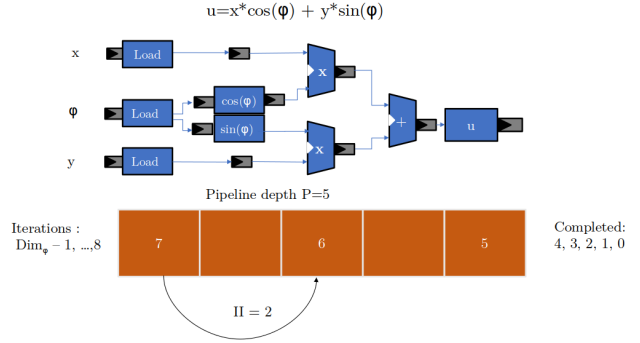 u=x*cos(φ) + y*sin(φ)
x
Load
x
φ
Load
cos(φ)
sin(φ)
+
u
y
Load
x
Pipeline depth P=5
Iterations :
Dimφ – 1, ...,8
7
6
5
Completed:
4, 3, 2, 1, 0
II = 2